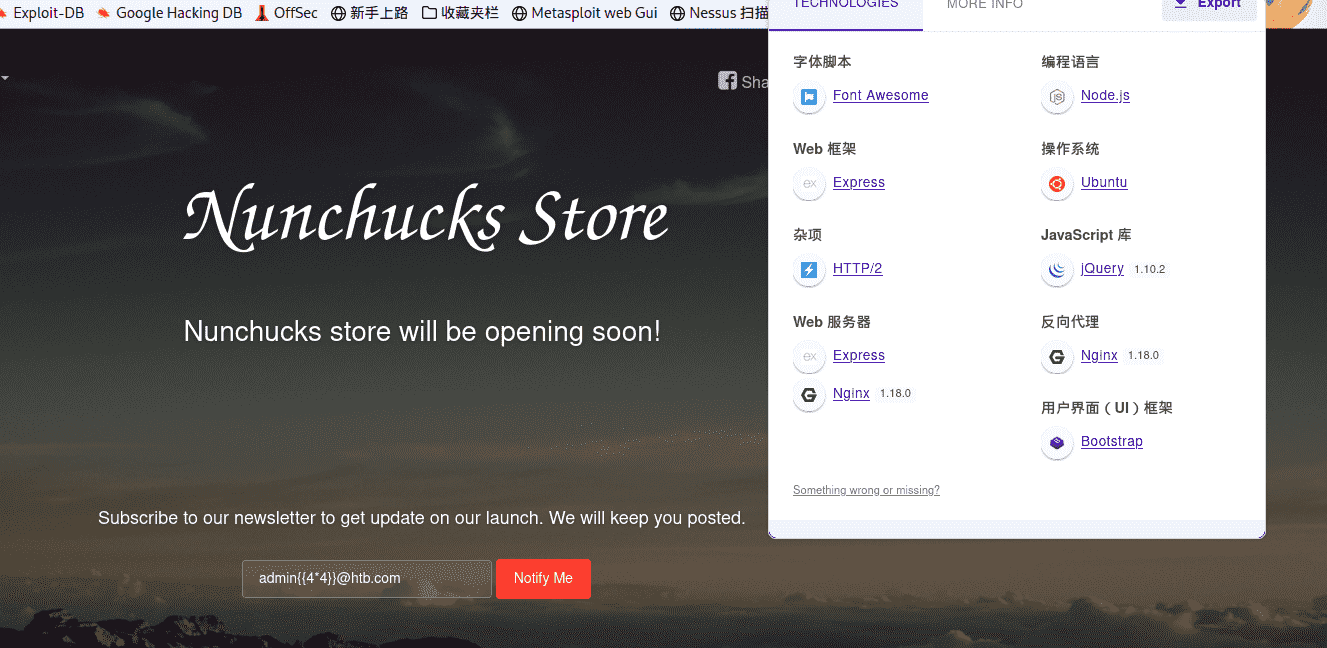 Exploit-DB Google Hacking DB OffSec 新手上路 收藏夹栏 Metasploit web Gui Nessus 扫描
TECHNOLOGIES MORE INFO Export
Sha
字体脚本 编程语言
Font Awesome Node.js
Web 框架 操作系统
Express Ubuntu
杂项 JavaScript 库
HTTP/2 jQuery 1.10.2
Nunchucks Store
Web 服务器 反向代理
Nunchucks store will be opening soon!
Express Nginx 1.18.0
Nginx 1.18.0
用户界面（UI）框架
Bootstrap
Something wrong or missing?
Subscribe to our newsletter to get update on our launch. We will keep you posted.
admin{{4*4}}@htb.com Notify Me